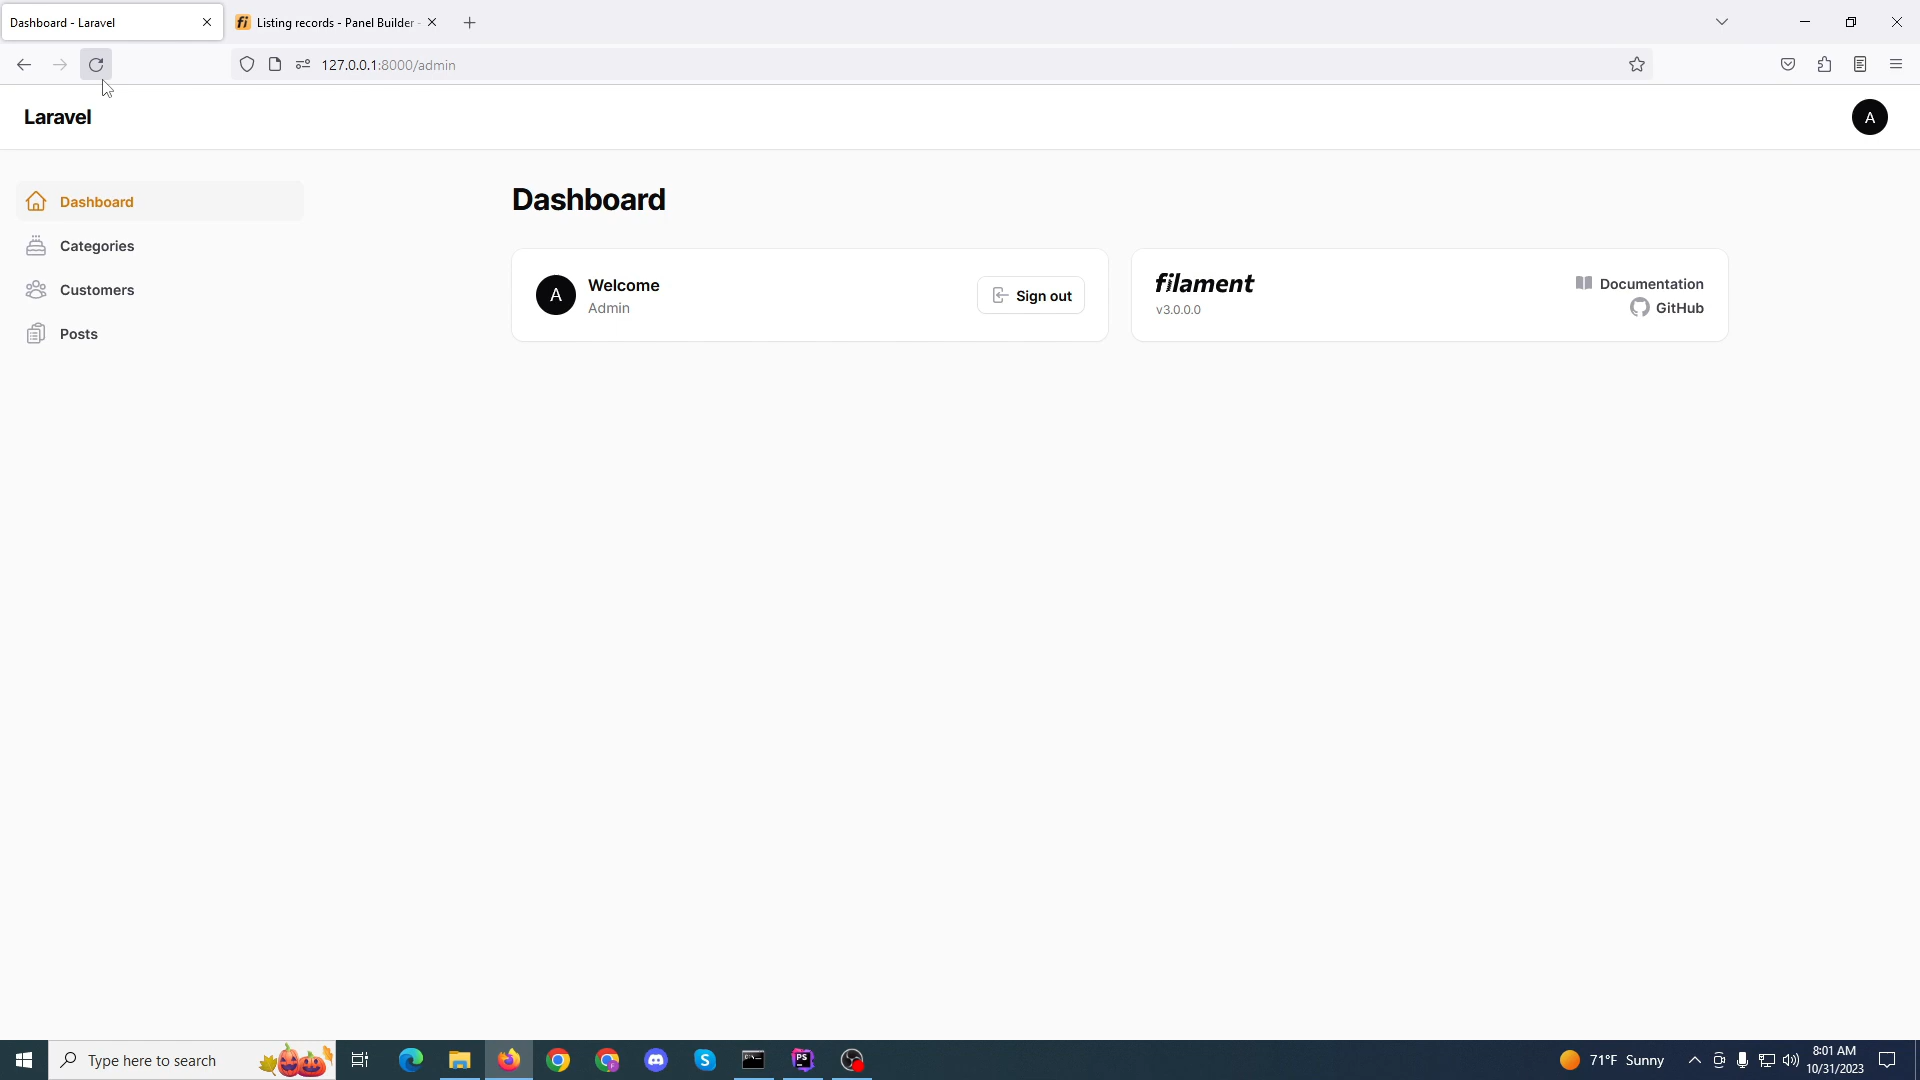 Dashboard - Laravel
fi Listing records - Panel Builder -
127.0.0.1:8000/admin
Laravel
A
Dashboard
Categories
Customers
Posts
Dashboard
A
Welcome
Admin
Sign out
filament
v3.0.0.0
Documentation
GitHub
Type here to search
PS
71°F Sunny
8:01 AM
10/31/2023